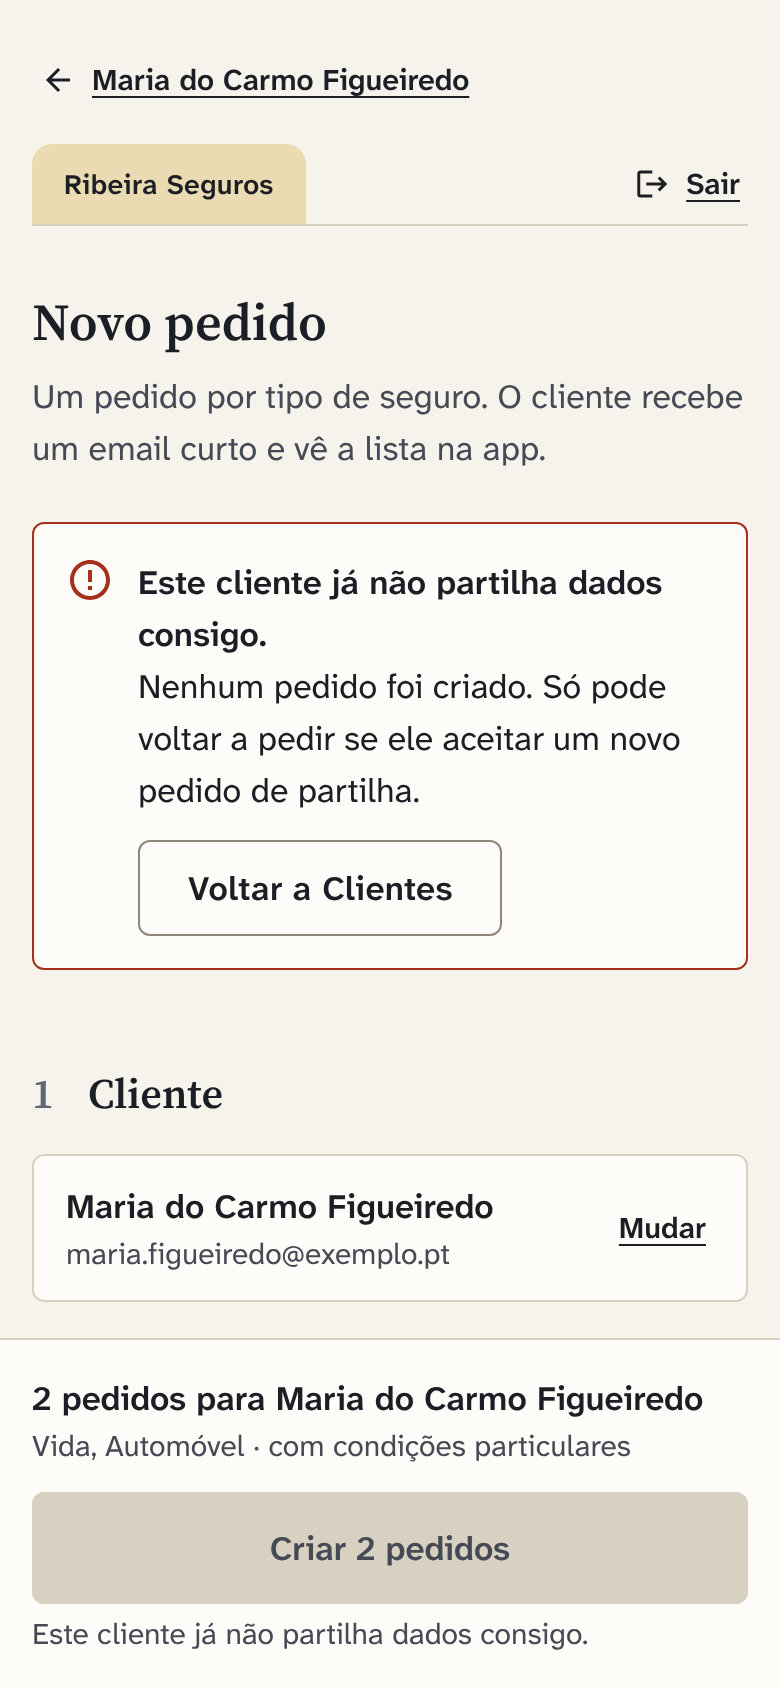 Maria do Carmo Figueiredo
Ribeira Seguros
Sair
Novo pedido
Um pedido por tipo de seguro. O cliente recebe
um email curto e vê a lista na app.
Este cliente já não partilha dados
consigo.
Nenhum pedido foi criado. Só pode
voltar a pedir se ele aceitar um novo
pedido de partilha.
Voltar a Clientes
1 Cliente
Maria do Carmo Figueiredo
maria.figueiredo@exemplo.pt
Mudar
2 pedidos para Maria do Carmo Figueiredo
Vida, Automóvel · com condições particulares
Criar 2 pedidos
Este cliente já não partilha dados consigo.